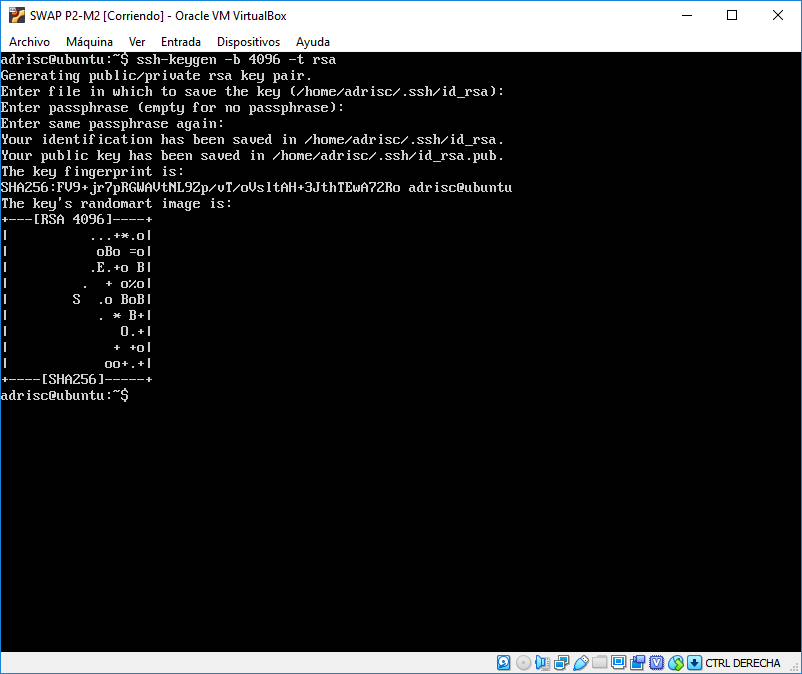 SWAP P2-M2 [Corriendo] - Oracle VM VirtualBox
Archivo Máquina Ver Entrada Dispositivos Ayuda
adrisc@ubuntu:~$ ssh-keygen -b 4096 -t rsa
Generating public/private rsa key pair.
Enter file in which to save the key (/home/adrisc/.ssh/id_rsa):
Enter passphrase (empty for no passphrase):
Enter same passphrase again:
Your identification has been saved in /home/adrisc/.ssh/id_rsa.
Your public key has been saved in /home/adrisc/.ssh/id_rsa.pub.
The key fingerprint is:
SHA256:FV9+jr7pRGWAVtNL9Zp/vT/oVsltAH+3JthTEwA72Ro adrisc@ubuntu
The key's randomart image is:
+---[RSA 4096]----+
|          ...+*.o|
|           oBo =o|
|          .E.+o B|
|         .  + o%o|
|        S  .o BoB|
|           . * B+|
|              O.+|
|             + +o|
|            oo+.+|
+----[SHA256]-----+
adrisc@ubuntu:~$
CTRL DERECHA